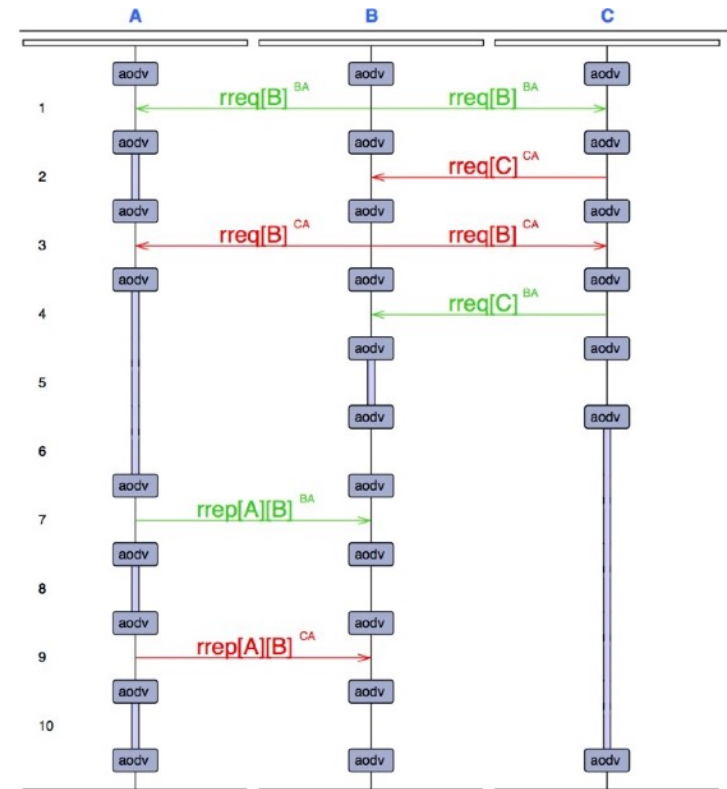 A B C
aodv aodv aodv
1 rreq[B] BA rreq[B] BA
aodv aodv aodv
2 rreq[C] CA
aodv aodv aodv
3 rreq[B] CA rreq[B] CA
aodv aodv aodv
4 rreq[C] BA
aodv aodv
5
aodv aodv
6
aodv aodv
7 rrep[A][B] BA
aodv aodv
8
aodv aodv
9 rrep[A][B] CA
aodv aodv
10
aodv aodv aodv